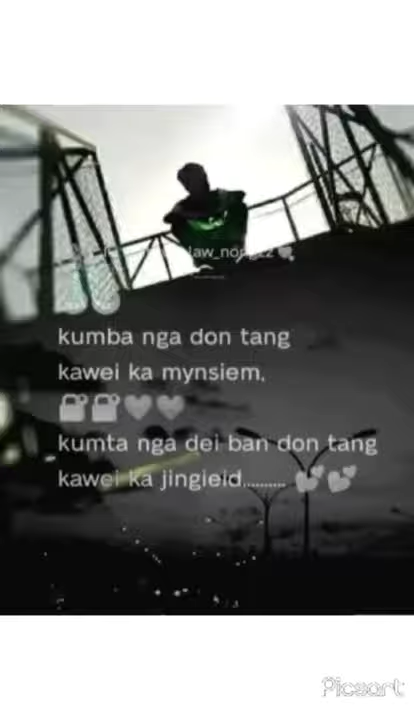 kumba nga don tang
kawei ka mynsiem,
🔒🔒🤍🤍
kumta nga dei ban don tang
kawei ka jingieid.......... 💕💕
Picsart